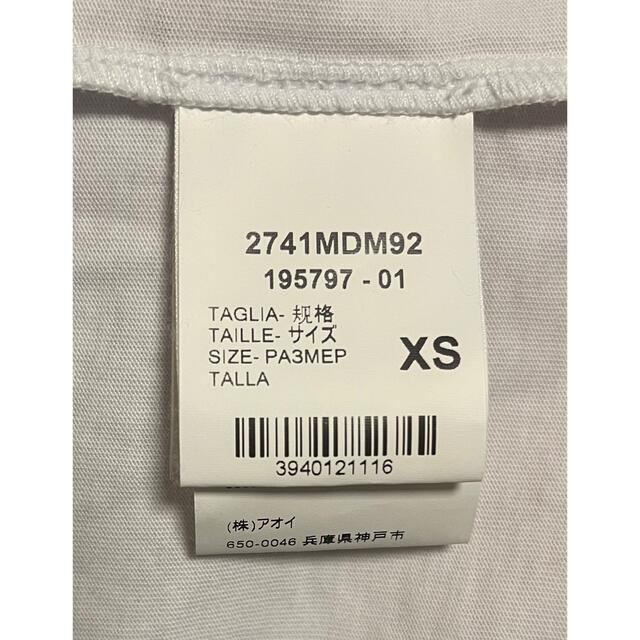 2741MDM92
195797 - 01
TAGLIA- 规格
TAILLE- サイズ
SIZE- РАЗМЕР
TALLA
XS
3940121116
(株)アオイ
650-0046 兵庫県神戸市